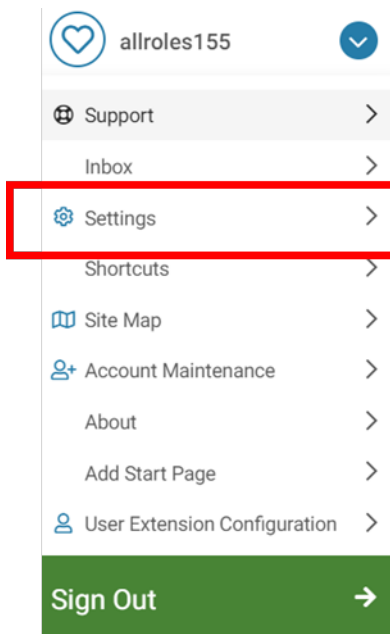 allroles155
Support
Inbox
Settings
Shortcuts
Site Map
Account Maintenance
About
Add Start Page
User Extension Configuration
Sign Out